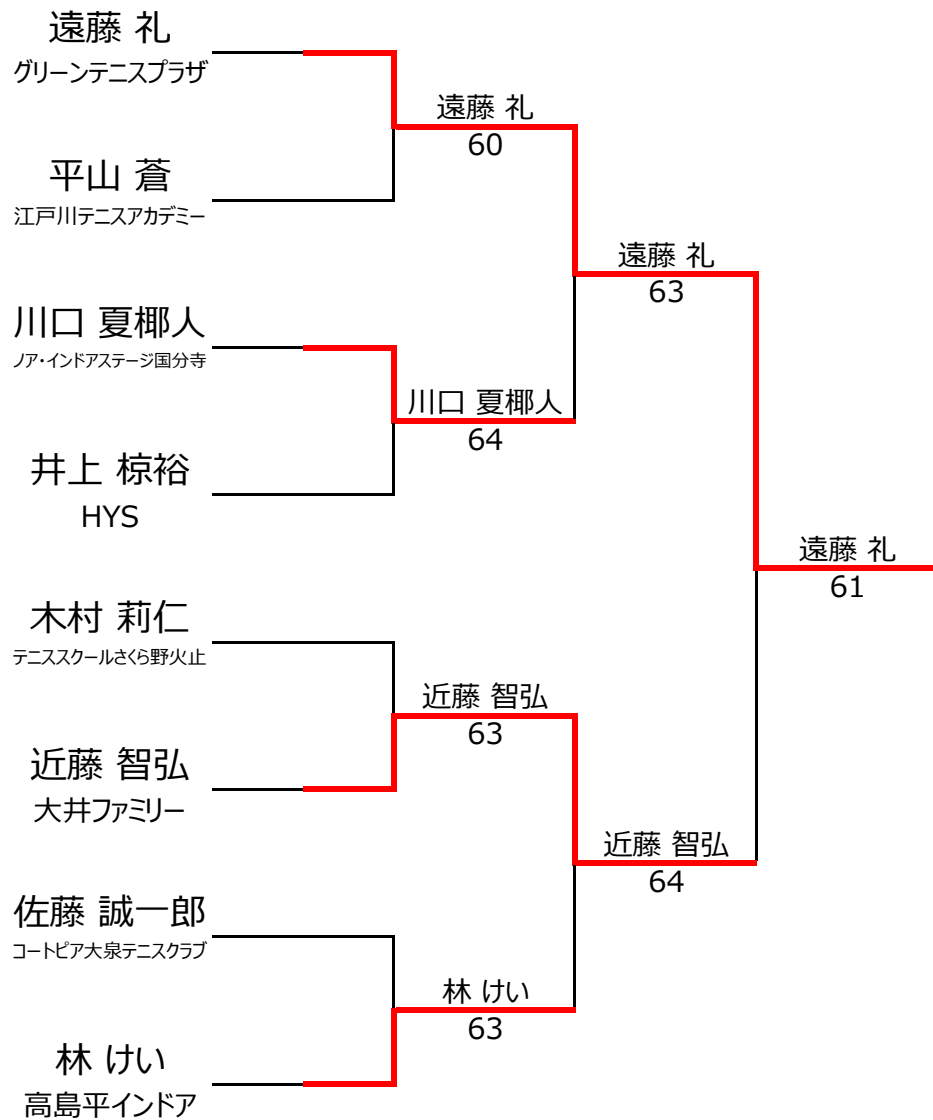 遠藤 礼
グリーンテニスプラザ
平山 蒼
江戸川テニスアカデミー
川口 夏椰人
ノア・インドアステージ国分寺
井上 椋裕
HYS
木村 莉仁
テニススクールさくら野火止
近藤 智弘
大井ファミリー
佐藤 誠一郎
コートピア大泉テニスクラブ
林 けい
高島平インドア
遠藤 礼
60
川口 夏椰人
64
近藤 智弘
63
林 けい
63
遠藤 礼
63
近藤 智弘
64
遠藤 礼
61